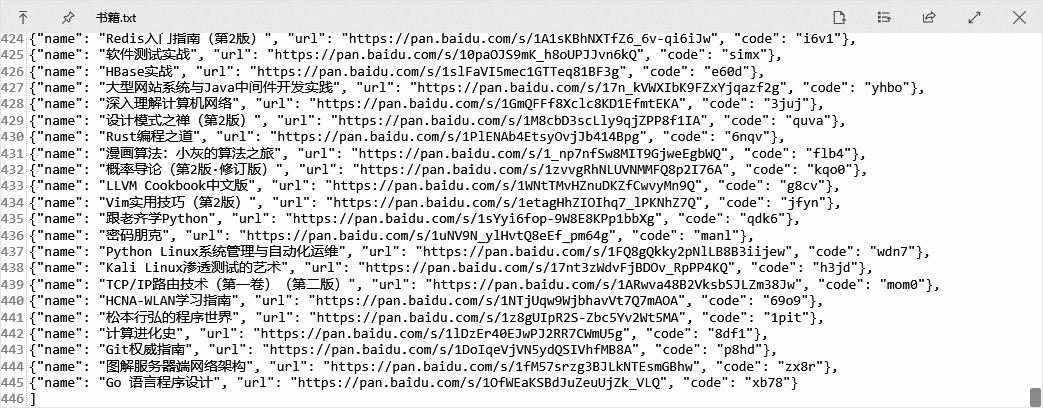 书籍.txt
424 {"name": "Redis入门指南（第2版）", "url": "https://pan.baidu.com/s/1A1sKBhNXTfZ6_6v-qi6iJw", "code": "i6v1"},
425 {"name": "软件测试实战", "url": "https://pan.baidu.com/s/10paOJS9mK_h8oUPJJvn6kQ", "code": "simx"},
426 {"name": "HBase实战", "url": "https://pan.baidu.com/s/1slFaVI5mec1GTTeq81BF3g", "code": "e60d"},
427 {"name": "大型网站系统与Java中间件开发实践", "url": "https://pan.baidu.com/s/17n_kVWXIbK9FZxYjqazf2g", "code": "yhbo"},
428 {"name": "深入理解计算机网络", "url": "https://pan.baidu.com/s/1GmQFFf8Xclc8KD1EfmtEKA", "code": "3juj"},
429 {"name": "设计模式之禅（第2版）", "url": "https://pan.baidu.com/s/1M8cbD3scLly9qjZPP8f1IA", "code": "quva"},
430 {"name": "Rust编程之道", "url": "https://pan.baidu.com/s/1PlENAb4EtsyOvjJb414Bpg", "code": "6nqv"},
431 {"name": "漫画算法：小灰的算法之旅", "url": "https://pan.baidu.com/s/1_np7nfSw8MIT9GjweEgbWQ", "code": "flb4"},
432 {"name": "概率导论（第2版·修订版）", "url": "https://pan.baidu.com/s/1zvvgRhNLUVNMMFQ8p2I76A", "code": "kqo0"},
433 {"name": "LLVM Cookbook中文版", "url": "https://pan.baidu.com/s/1WNtTMvHZnuDKZfCwvyMn9Q", "code": "g8cv"},
434 {"name": "Vim实用技巧（第2版）", "url": "https://pan.baidu.com/s/1etagHhZIOIhq7_lPKNhZ7Q", "code": "jfyn"},
435 {"name": "跟老齐学Python", "url": "https://pan.baidu.com/s/1sYyi6fop-9W8E8KPp1bbXg", "code": "qdk6"},
436 {"name": "密码朋克", "url": "https://pan.baidu.com/s/1uNV9N_ylHvtQ8eEf_pm64g", "code": "manl"},
437 {"name": "Python Linux系统管理与自动化运维", "url": "https://pan.baidu.com/s/1FQ8gQkky2pNlLB8B3iijew", "code": "wdn7"},
438 {"name": "Kali Linux渗透测试的艺术", "url": "https://pan.baidu.com/s/17nt3zWdvFjBDOv_RpPP4KQ", "code": "h3jd"},
439 {"name": "TCP/IP路由技术（第一卷）（第二版）", "url": "https://pan.baidu.com/s/1ARwva48B2VksbSJLZm38Jw", "code": "mom0"},
440 {"name": "HCNA-WLAN学习指南", "url": "https://pan.baidu.com/s/1NTjUqw9WjbhavVt7Q7mAOA", "code": "69o9"},
441 {"name": "松本行弘的程序世界", "url": "https://pan.baidu.com/s/1z8gUIpR2S-Zbc5Yv2Wt5MA", "code": "1pit"},
442 {"name": "计算进化史", "url": "https://pan.baidu.com/s/1lDzEr40EJwPJ2RR7CWmU5g", "code": "8df1"},
443 {"name": "Git权威指南", "url": "https://pan.baidu.com/s/1DoIqeVjVN5ydQSIVhfMB8A", "code": "p8hd"},
444 {"name": "图解服务器端网络架构", "url": "https://pan.baidu.com/s/1fM57srzg3BJLkNTEsmGBhw", "code": "zx8r"},
445 {"name": "Go 语言程序设计", "url": "https://pan.baidu.com/s/1OfWEaKSBdJuZeuUjZk_VLQ", "code": "xb78"}
446 ]